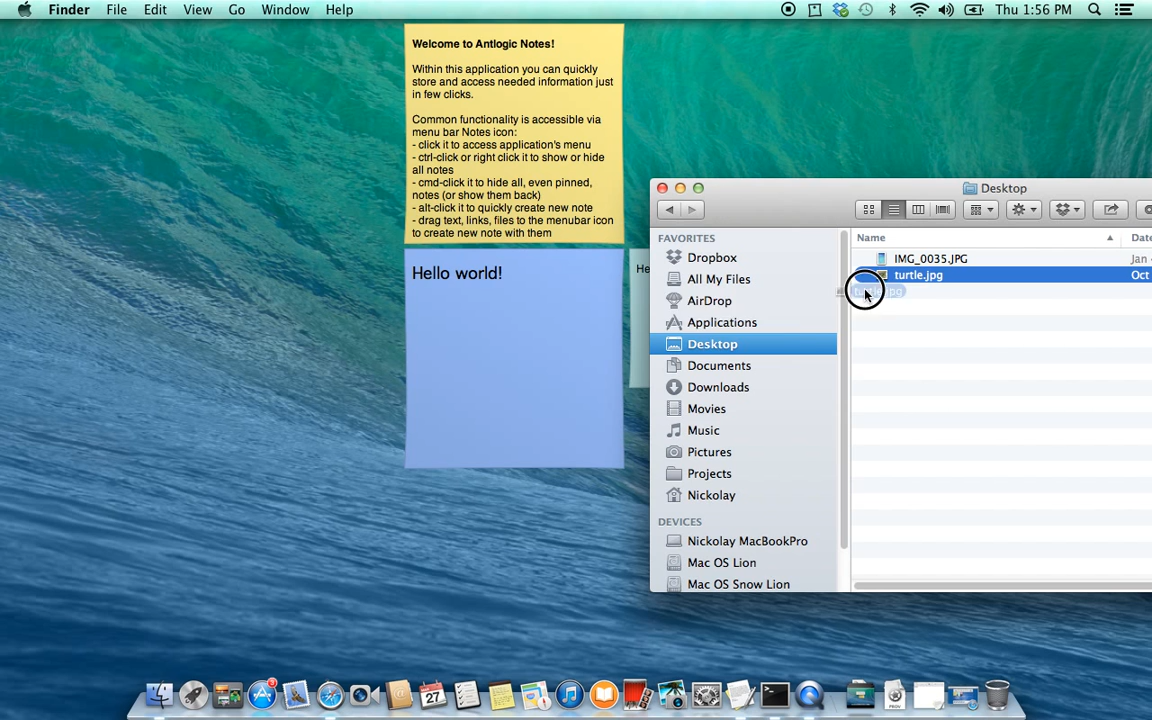 Finder File Edit View Go Window Help
Thu 1:56 PM
Welcome to Antlogic Notes!
Within this application you can quickly
store and access needed information just
in few clicks.
Common functionality is accessible via
menu bar Notes icon:
- click it to access application's menu
- ctrl-click or right click it to show or hide
all notes
- cmd-click it to hide all, even pinned,
notes (or show them back)
- alt-click it to quickly create new note
- drag text, links, files to the menubar icon
to create new note with them
Hello world!
He
Desktop
FAVORITES
Dropbox
All My Files
AirDrop
Applications
Desktop
Documents
Downloads
Movies
Music
Pictures
Projects
Nickolay
DEVICES
Nickolay MacBookPro
Mac OS Lion
Mac OS Snow Lion
Name Date
IMG_0035.JPG Jan
turtle.jpg Oct
3
27